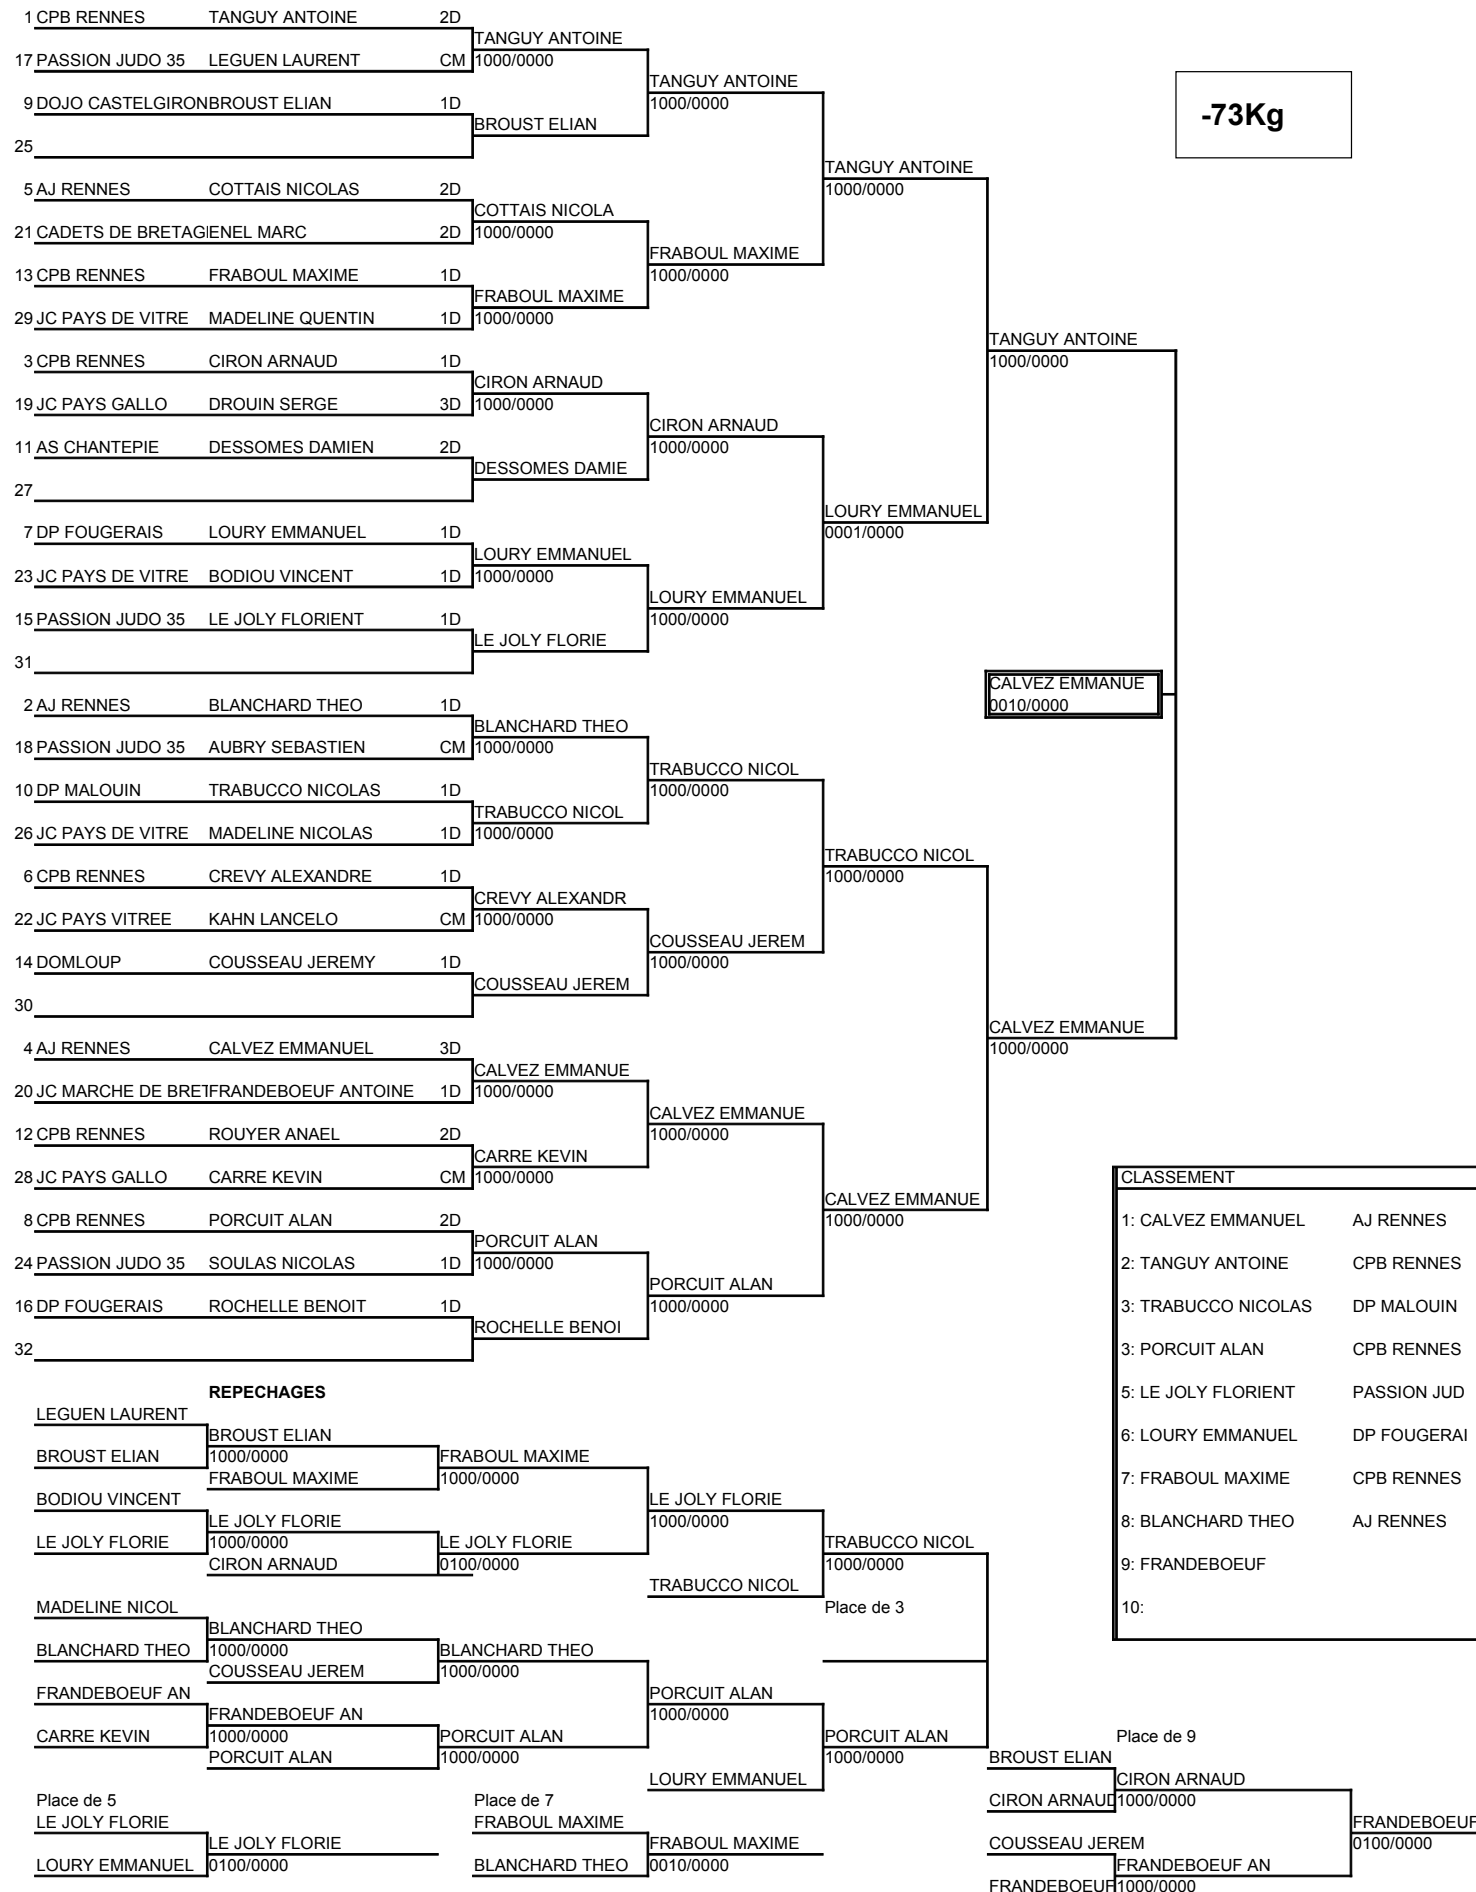 1 CPB RENNES TANGUY ANTOINE 2D
TANGUY ANTOINE
17 PASSION JUDO 35 LEGUEN LAURENT CM 1000/0000
TANGUY ANTOINE
9 DOJO CASTELGIRON BROUST ELIAN 1D 1000/0000
-73Kg
BROUST ELIAN
25
TANGUY ANTOINE
5 AJ RENNES COTTAIS NICOLAS 2D 1000/0000
COTTAIS NICOLA
21 CADETS DE BRETAG ENEL MARC 2D 1000/0000
FRABOUL MAXIME
13 CPB RENNES FRABOUL MAXIME 1D 1000/0000
FRABOUL MAXIME
29 JC PAYS DE VITRE MADELINE QUENTIN 1D 1000/0000
TANGUY ANTOINE
3 CPB RENNES CIRON ARNAUD 1D 1000/0000
CIRON ARNAUD
19 JC PAYS GALLO DROUIN SERGE 3D 1000/0000
CIRON ARNAUD
11 AS CHANTEPIE DESSOMES DAMIEN 2D 1000/0000
DESSOMES DAMIE
27
LOURY EMMANUEL
7 DP FOUGERAIS LOURY EMMANUEL 1D 0001/0000
LOURY EMMANUEL
23 JC PAYS DE VITRE BODIOU VINCENT 1D 1000/0000
LOURY EMMANUEL
15 PASSION JUDO 35 LE JOLY FLORIENT 1D 1000/0000
LE JOLY FLORIE
31
CALVEZ EMMANUE
2 AJ RENNES BLANCHARD THEO 1D 0010/0000
BLANCHARD THEO
18 PASSION JUDO 35 AUBRY SEBASTIEN CM 1000/0000
TRABUCCO NICOL
10 DP MALOUIN TRABUCCO NICOLAS 1D 1000/0000
TRABUCCO NICOL
26 JC PAYS DE VITRE MADELINE NICOLAS 1D 1000/0000
TRABUCCO NICOL
6 CPB RENNES CREVY ALEXANDRE 1D 1000/0000
CREVY ALEXANDR
22 JC PAYS VITREE KAHN LANCELO CM 1000/0000
COUSSEAU JEREM
14 DOMLOUP COUSSEAU JEREMY 1D 1000/0000
COUSSEAU JEREM
30
CALVEZ EMMANUE
4 AJ RENNES CALVEZ EMMANUEL 3D 1000/0000
CALVEZ EMMANUE
20 JC MARCHE DE BRET FRANDEBOEUF ANTOINE 1D 1000/0000
CALVEZ EMMANUE
12 CPB RENNES ROUYER ANAEL 2D 1000/0000
CARRE KEVIN
28 JC PAYS GALLO CARRE KEVIN CM 1000/0000
CLASSEMENT
CALVEZ EMMANUE
8 CPB RENNES PORCUIT ALAN 2D 1000/0000
1: CALVEZ EMMANUEL AJ RENNES
PORCUIT ALAN
24 PASSION JUDO 35 SOULAS NICOLAS 1D 1000/0000
2: TANGUY ANTOINE CPB RENNES
PORCUIT ALAN
16 DP FOUGERAIS ROCHELLE BENOIT 1D 1000/0000
3: TRABUCCO NICOLAS DP MALOUIN
ROCHELLE BENOI
32
3: PORCUIT ALAN CPB RENNES
REPECHAGES
5: LE JOLY FLORIENT PASSION JUD
LEGUEN LAURENT
BROUST ELIAN
6: LOURY EMMANUEL DP FOUGERAI
BROUST ELIAN 1000/0000 FRABOUL MAXIME
FRABOUL MAXIME 1000/0000
7: FRABOUL MAXIME CPB RENNES
BODIOU VINCENT LE JOLY FLORIE
LE JOLY FLORIE 1000/0000
8: BLANCHARD THEO AJ RENNES
LE JOLY FLORIE 1000/0000 LE JOLY FLORIE TRABUCCO NICOL
CIRON ARNAUD 0100/0000 1000/0000
9: FRANDEBOEUF
TRABUCCO NICOL
MADELINE NICOL Place de 3
10:
BLANCHARD THEO
BLANCHARD THEO 1000/0000 BLANCHARD THEO
COUSSEAU JEREM 1000/0000
FRANDEBOEUF AN PORCUIT ALAN
FRANDEBOEUF AN 1000/0000
CARRE KEVIN 1000/0000 PORCUIT ALAN PORCUIT ALAN Place de 9
PORCUIT ALAN 1000/0000 1000/0000 BROUST ELIAN
LOURY EMMANUEL CIRON ARNAUD
Place de 5 Place de 7 CIRON ARNAUD 1000/0000
LE JOLY FLORIE FRABOUL MAXIME FRANDEBOEUF
LE JOLY FLORIE FRABOUL MAXIME COUSSEAU JEREM 0100/0000
LOURY EMMANUEL 0100/0000 BLANCHARD THEO 0010/0000 FRANDEBOEUF AN
FRANDEBOEUF 1000/0000